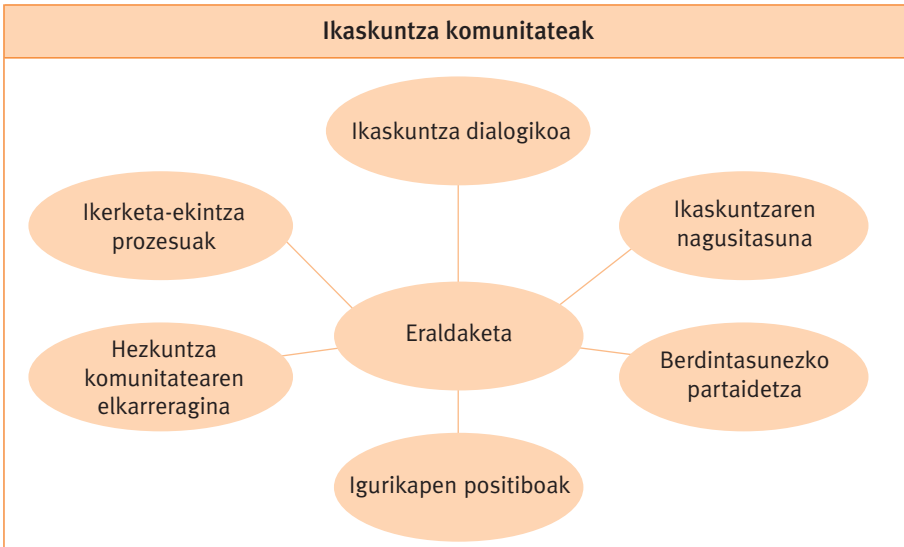 Ikaskuntza komunitateak
Ikaskuntza dialogikoa
Ikerketa-ekintza
prozesuak
Ikaskuntzaren
nagusitasuna
Eraldaketa
Hezkuntza
komunitatearen
elkarreragina
Berdintasunezko
partaidetza
Igurikapen positiboak